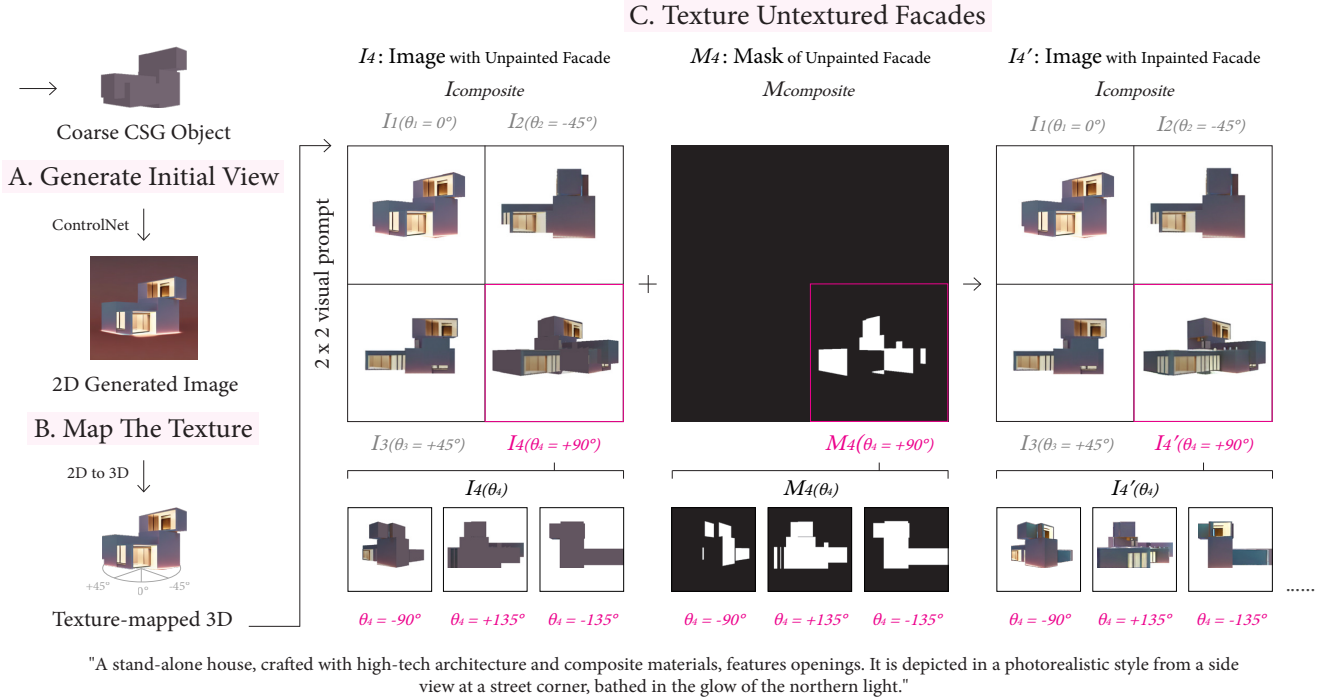 C. Texture Untextured Facades
Coarse CSG Object
A. Generate Initial View
ControlNet
2D Generated Image
B. Map The Texture
2D to 3D
+45° 0° -45°
Texture-mapped 3D
2 x 2 visual prompt
I4 : Image with Unpainted Facade
Icomposite
I1(θ1 = 0°) I2(θ2 = -45°)
I3(θ3 = +45°) I4(θ4 = +90°)
I4(θ4)
θ4 = -90° θ4 = +135° θ4 = -135°
+
M4 : Mask of Unpainted Facade
Mcomposite
M4(θ4 = +90°)
M4(θ4)
θ4 = -90° θ4 = +135° θ4 = -135°
I4′ : Image with Inpainted Facade
Icomposite
I1(θ1 = 0°) I2(θ2 = -45°)
I3(θ3 = +45°) I4′(θ4 = +90°)
I4′(θ4)
θ4 = -90° θ4 = +135° θ4 = -135°
......
"A stand-alone house, crafted with high-tech architecture and composite materials, features openings. It is depicted in a photorealistic style from a side
view at a street corner, bathed in the glow of the northern light."